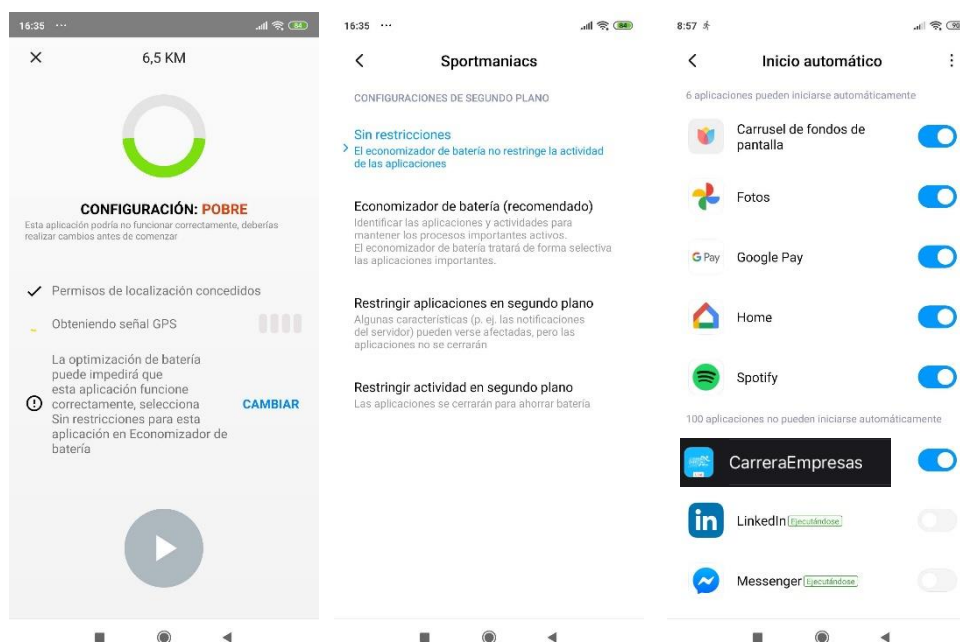 16:35 ...
84
6,5 KM
CONFIGURACIÓN: POBRE
Esta aplicación podría no funcionar correctamente, deberías
realizar cambios antes de comenzar
Permisos de localización concedidos
Obteniendo señal GPS
La optimización de batería
puede impedirá que
esta aplicación funcione
correctamente, selecciona
Sin restricciones para esta
aplicación en Economizador de
batería
CAMBIAR
16:35 ...
84
Sportmaniacs
CONFIGURACIONES DE SEGUNDO PLANO
Sin restricciones
El economizador de batería no restringe la actividad
de las aplicaciones
Economizador de batería (recomendado)
Identificar las aplicaciones y actividades para
mantener los procesos importantes activos.
El economizador de batería tratará de forma selectiva
las aplicaciones importantes.
Restringir aplicaciones en segundo plano
Algunas características (p. ej. las notificaciones
del servidor) pueden verse afectadas, pero las
aplicaciones no se cerrarán
Restringir actividad en segundo plano
Las aplicaciones se cerrarán para ahorrar batería
8:57
Inicio automático
6 aplicaciones pueden iniciarse automáticamente
Carrusel de fondos de
pantalla
Fotos
G Pay Google Pay
Home
Spotify
100 aplicaciones no pueden iniciarse automáticamente
CarreraEmpresas
in LinkedIn Ejecutándose
Messenger Ejecutándose